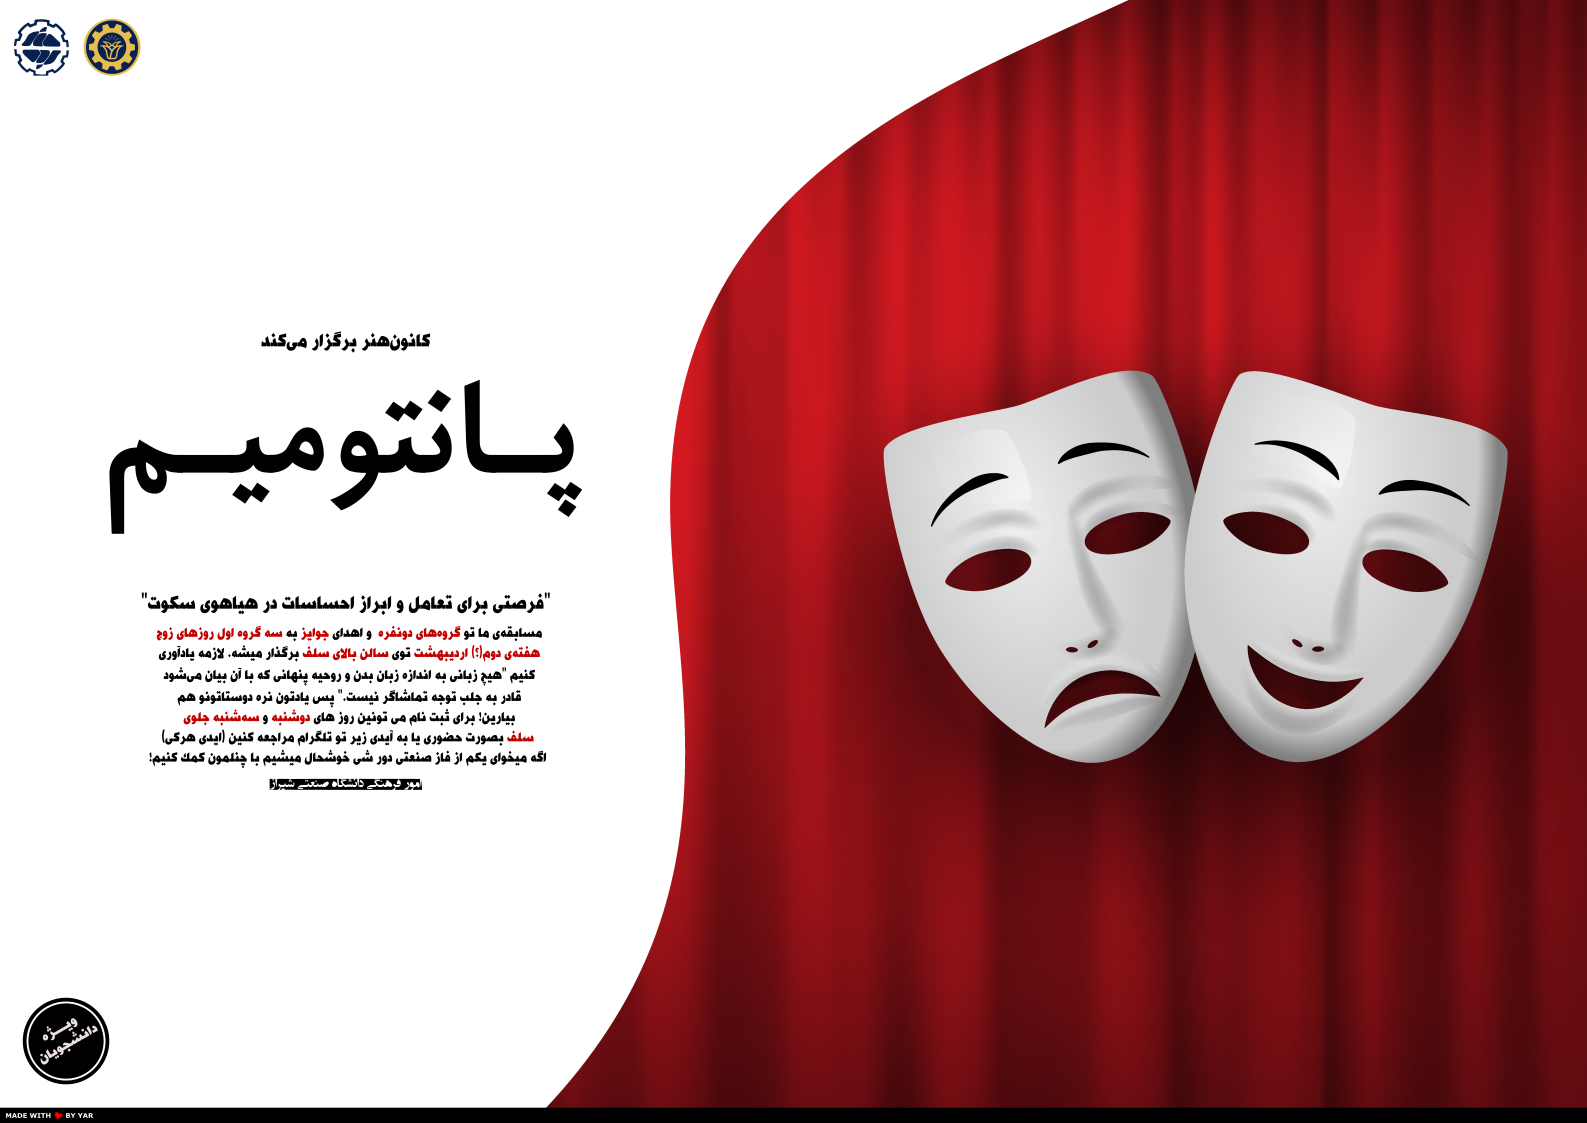 کانون‌هنر برگزار می‌کند
پانتومیم
"فرصتی برای تعامل و ابراز احساسات در هیاهوی سکوت"
مسابقه‌ی ما تو گروه‌های دونفره و اهدای جوایز به سه گروه اول روزهای زوج
هفته‌ی دوم(؟) اردیبهشت توی سالن بالای سلف برگذار میشه. لازمه یادآوری
کنیم "هیچ زبانی به اندازه زبان بدن و روحیه پنهانی که با آن بیان می‌شود
قادر به جلب توجه تماشاگر نیست." پس یادتون نره دوستاتونو هم
بیارین! برای ثبت نام می تونین روز های دوشنبه و سه‌شنبه جلوی
سلف بصورت حضوری یا به آیدی زیر تو تلگرام مراجعه کنین (ایدی هرکی)
اگه میخوای یکم از فاز صنعتی دور شی خوشحال میشیم با چنلمون کمک کنیم!
امور فرهنگی دانشگاه صنعتی شیراز
ویژه
دانشجویان
MADE WITH ❤ BY YAR